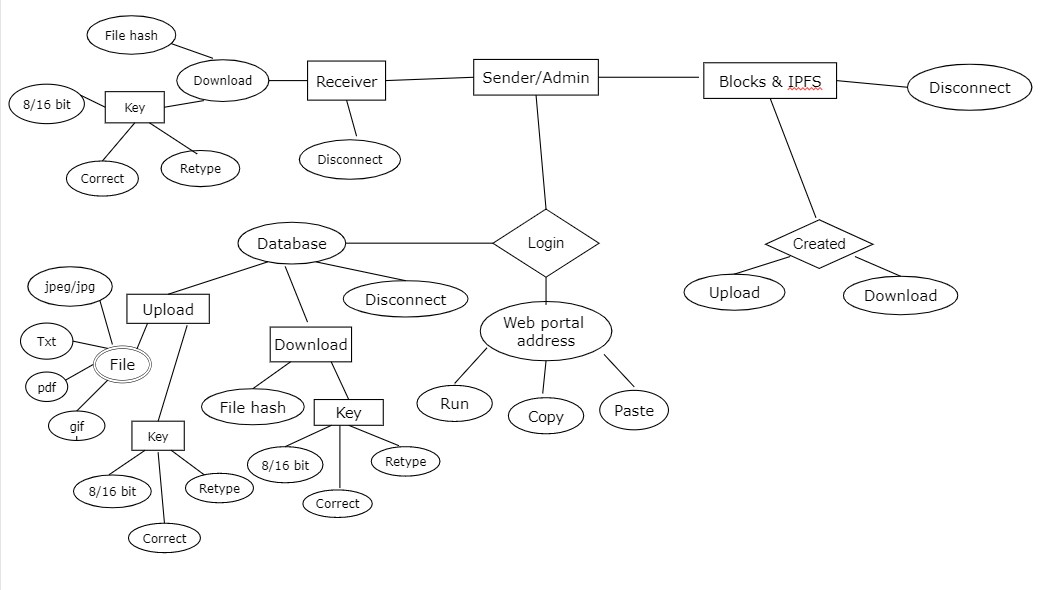 File hash
Download
Receiver
Sender/Admin
Blocks & IPFS
Disconnect
8/16 bit
Key
Correct
Retype
Disconnect
Database
Login
Created
Upload
Download
jpeg/jpg
Upload
Disconnect
Txt
File
Download
Web portal
address
pdf
gif
File hash
Key
Run
Copy
Paste
Key
8/16 bit
Retype
8/16 bit
Retype
Correct
Correct